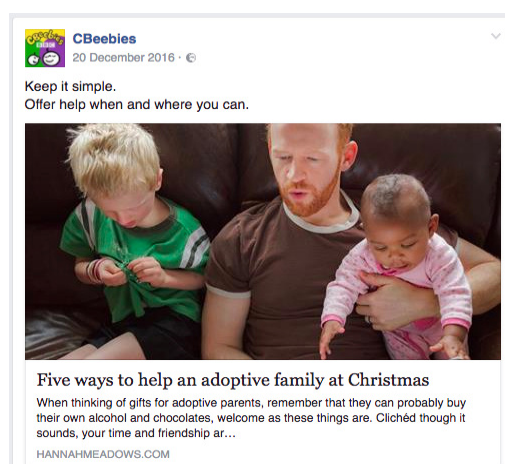 CBeebies
20 December 2016 ·
Keep it simple.
Offer help when and where you can.
Five ways to help an adoptive family at Christmas
When thinking of gifts for adoptive parents, remember that they can probably buy
their own alcohol and chocolates, welcome as these things are. Clichéd though it
sounds, your time and friendship ar...
HANNAHMEADOWS.COM